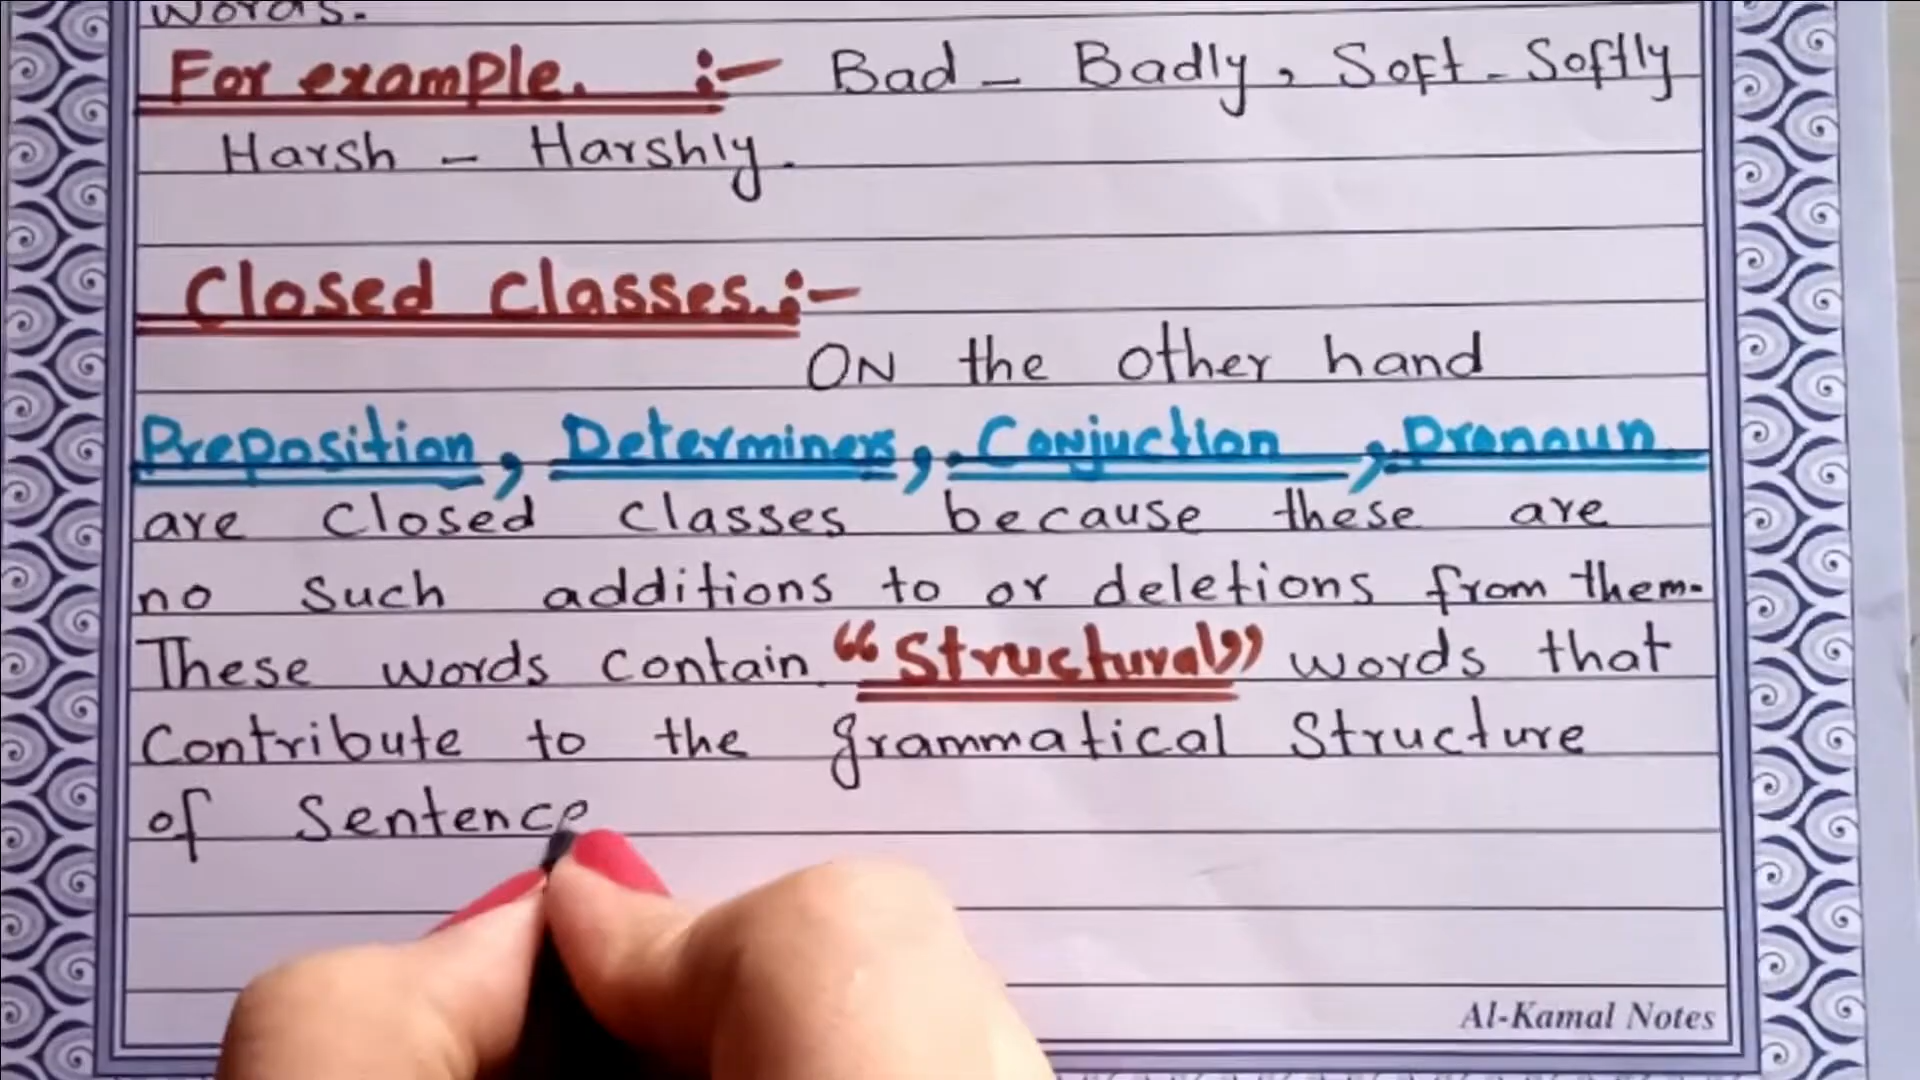 words.
For example. :- Bad - Badly, Soft - Softly
Harsh - Harshly.
Closed Classes.:-
ON the other hand
Preposition, Determiners, Conjuction, Pronoun
are closed classes because these are
no such additions to or deletions from them.
These words contain "Structural" words that
Contribute to the grammatical Structure
of Sentence
Al-Kamal Notes